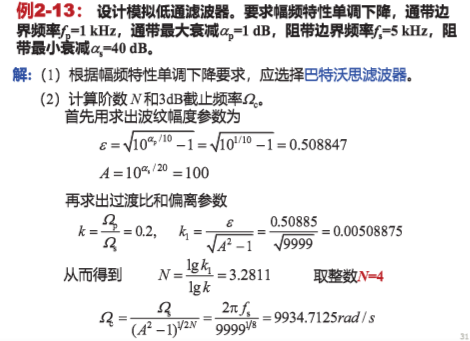 例2-13：设计模拟低通滤波器。要求幅频特性单调下降，通带边
界频率fp=1 kHz，通带最大衰减αp=1 dB，阻带边界频率fs=5 kHz，阻
带最小衰减αs=40 dB。
解:（1）根据幅频特性单调下降要求，应选择巴特沃思滤波器。
（2）计算阶数 N 和3dB截止频率Ωc。
首先用求出波纹幅度参数为
ε = √(10^(αp/10) −1) = √(10^(1/10) −1) = 0.508847
A = 10^(αs/20) = 100
再求出过渡比和偏离参数
k = Ωp/Ωs = 0.2, k₁ = ε/√(A² −1) = 0.50885/√9999 = 0.00508875
从而得到 N = lg k₁/lg k = 3.2811 取整数N=4
Ωc = Ωs/(A² −1)^(1/2N) = 2π fs/9999^(1/8) = 9934.7125rad / s
31